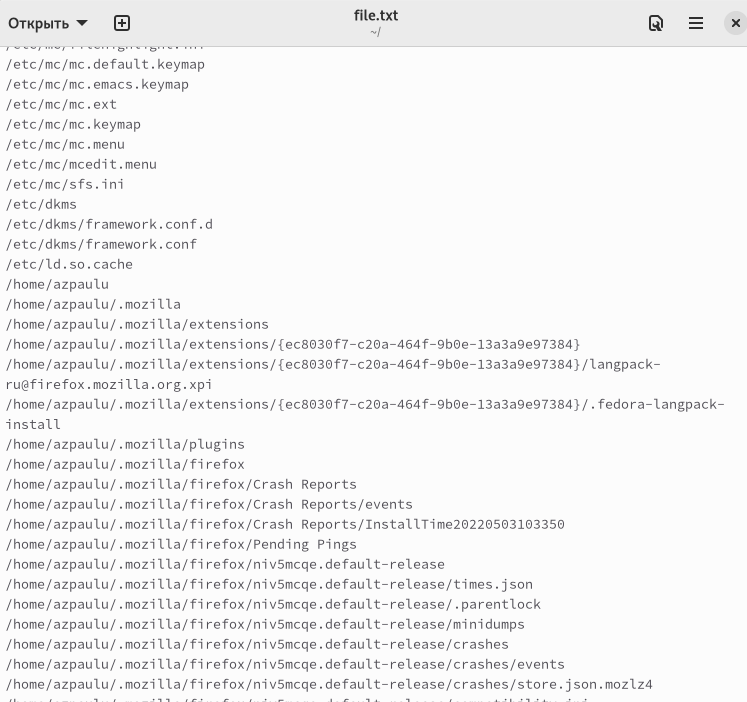 Открыть
file.txt
~/
/etc/mc/filehighlight.ini
/etc/mc/mc.default.keymap
/etc/mc/mc.emacs.keymap
/etc/mc/mc.ext
/etc/mc/mc.keymap
/etc/mc/mc.menu
/etc/mc/mcedit.menu
/etc/mc/sfs.ini
/etc/dkms
/etc/dkms/framework.conf.d
/etc/dkms/framework.conf
/etc/ld.so.cache
/home/azpaulu
/home/azpaulu/.mozilla
/home/azpaulu/.mozilla/extensions
/home/azpaulu/.mozilla/extensions/{ec8030f7-c20a-464f-9b0e-13a3a9e97384}
/home/azpaulu/.mozilla/extensions/{ec8030f7-c20a-464f-9b0e-13a3a9e97384}/langpack-
ru@firefox.mozilla.org.xpi
/home/azpaulu/.mozilla/extensions/{ec8030f7-c20a-464f-9b0e-13a3a9e97384}/.fedora-langpack-
install
/home/azpaulu/.mozilla/plugins
/home/azpaulu/.mozilla/firefox
/home/azpaulu/.mozilla/firefox/Crash Reports
/home/azpaulu/.mozilla/firefox/Crash Reports/events
/home/azpaulu/.mozilla/firefox/Crash Reports/InstallTime20220503103350
/home/azpaulu/.mozilla/firefox/Pending Pings
/home/azpaulu/.mozilla/firefox/niv5mcqe.default-release
/home/azpaulu/.mozilla/firefox/niv5mcqe.default-release/times.json
/home/azpaulu/.mozilla/firefox/niv5mcqe.default-release/.parentlock
/home/azpaulu/.mozilla/firefox/niv5mcqe.default-release/minidumps
/home/azpaulu/.mozilla/firefox/niv5mcqe.default-release/crashes
/home/azpaulu/.mozilla/firefox/niv5mcqe.default-release/crashes/events
/home/azpaulu/.mozilla/firefox/niv5mcqe.default-release/crashes/store.json.mozlz4